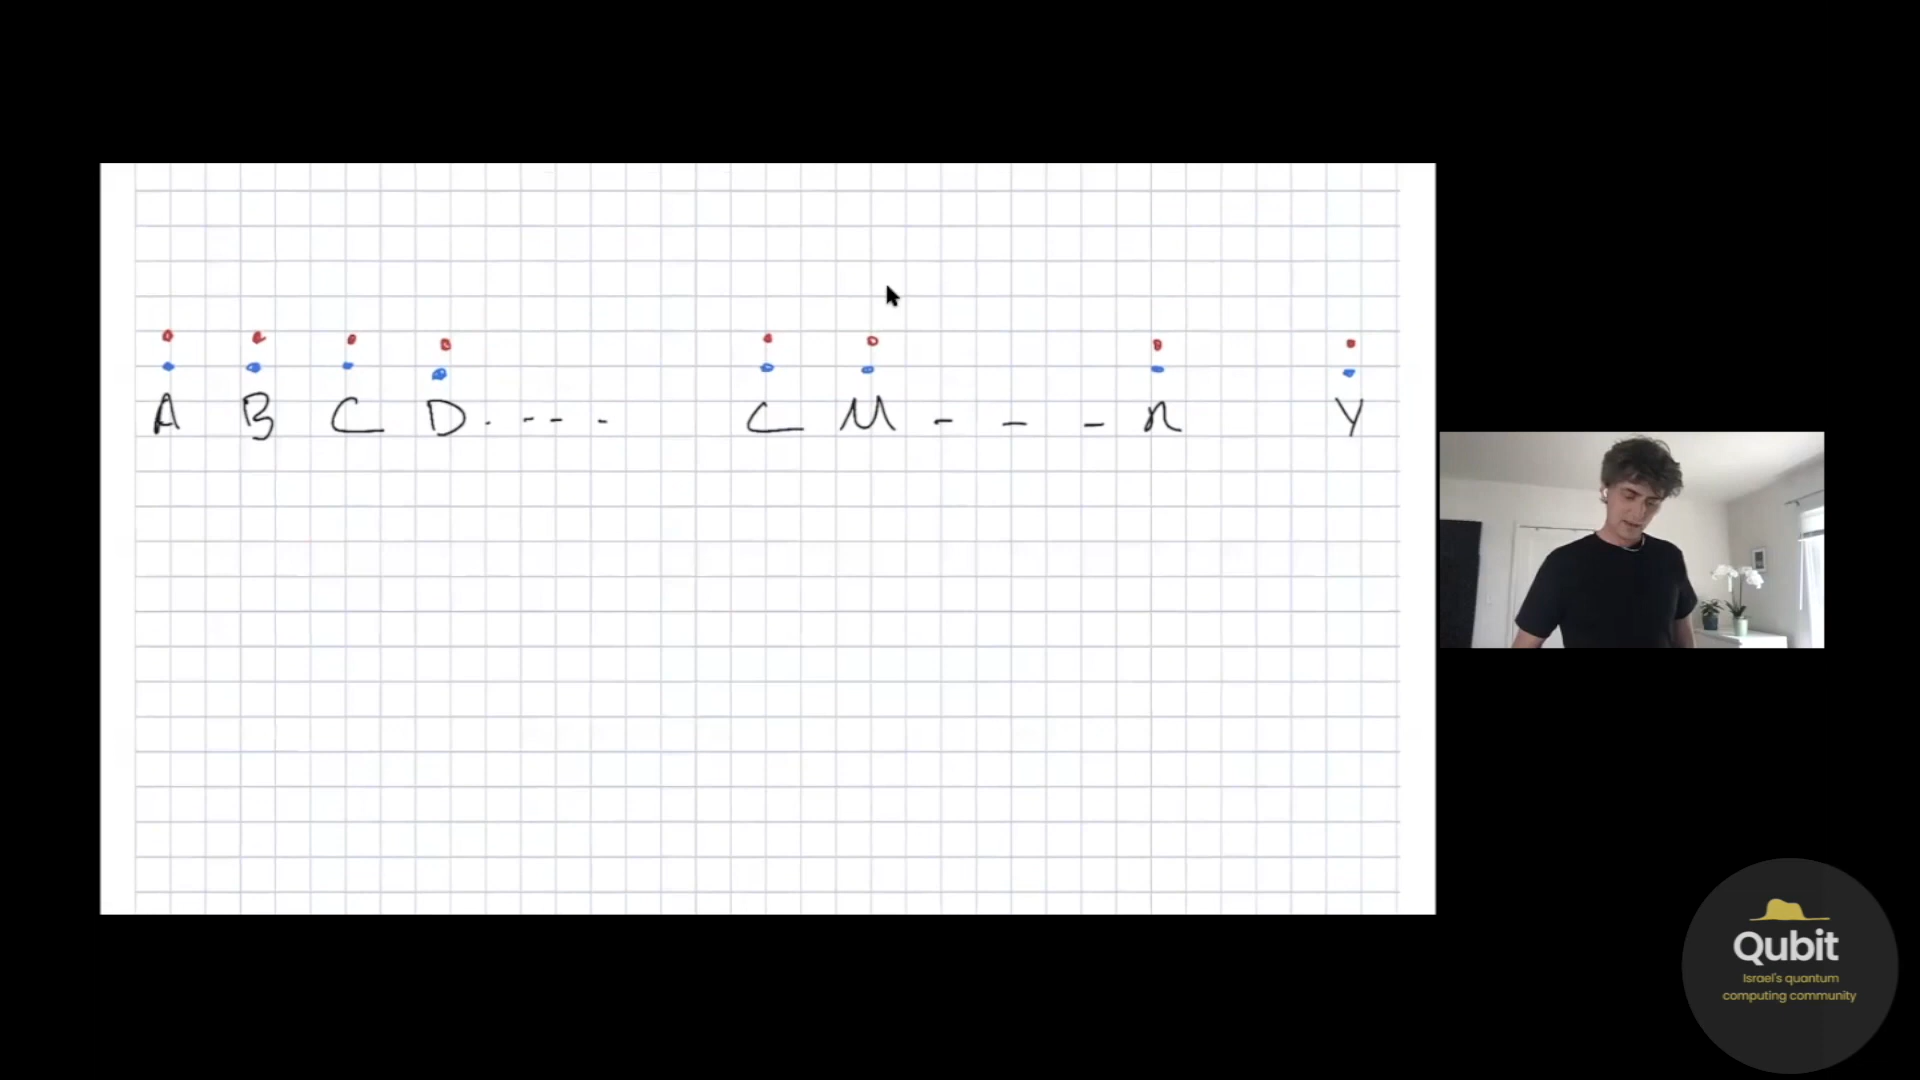 A B C D . - - - C M - - - n Y
Qubit
Israel's quantum
computing community